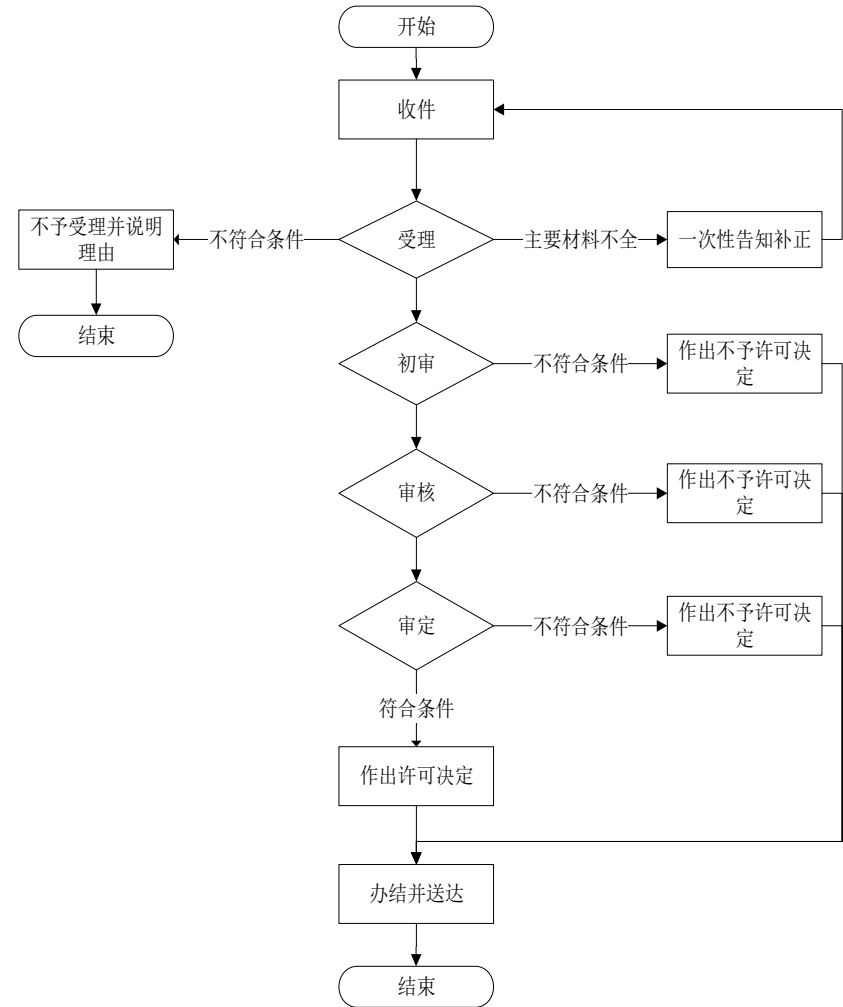 开始
收件
不予受理并说明
理由
不符合条件
受理
主要材料不全
一次性告知补正
结束
初审
不符合条件
作出不予许可决
定
审核
不符合条件
作出不予许可决
定
审定
不符合条件
作出不予许可决
定
符合条件
作出许可决定
办结并送达
结束